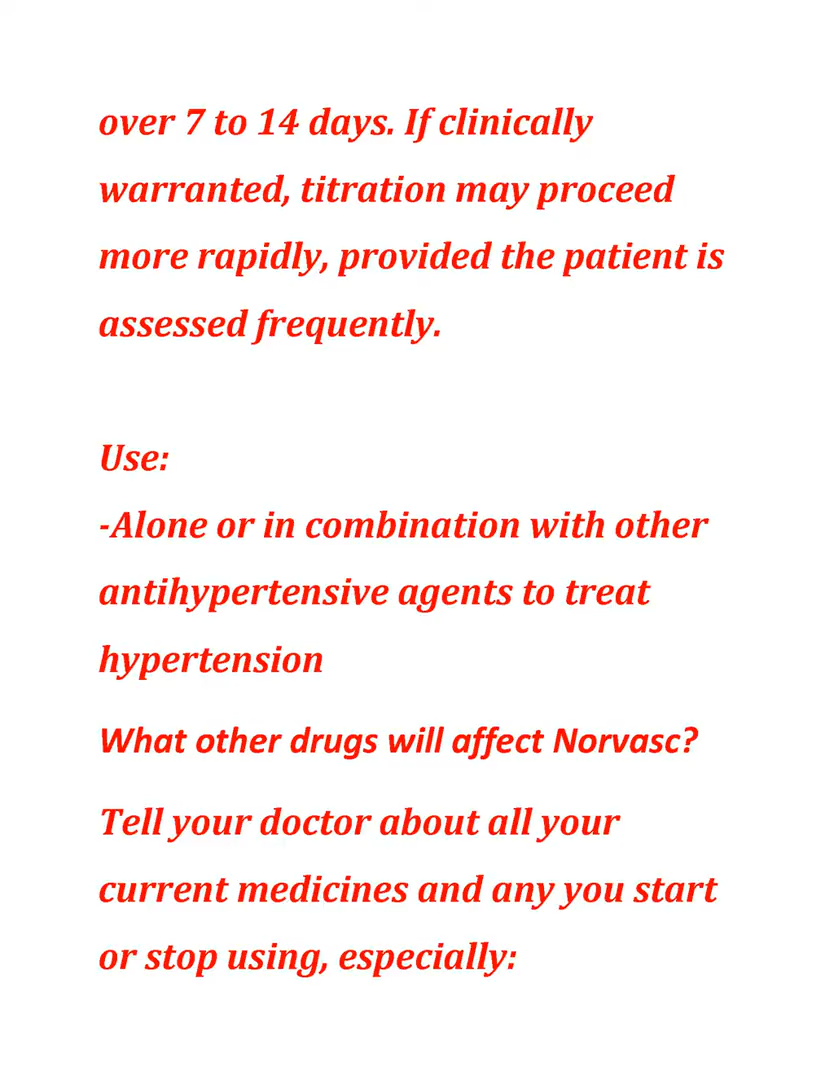 over 7 to 14 days. If clinically
warranted, titration may proceed
more rapidly, provided the patient is
assessed frequently.
Use:
-Alone or in combination with other
antihypertensive agents to treat
hypertension
What other drugs will affect Norvasc?
Tell your doctor about all your
current medicines and any you start
or stop using, especially: